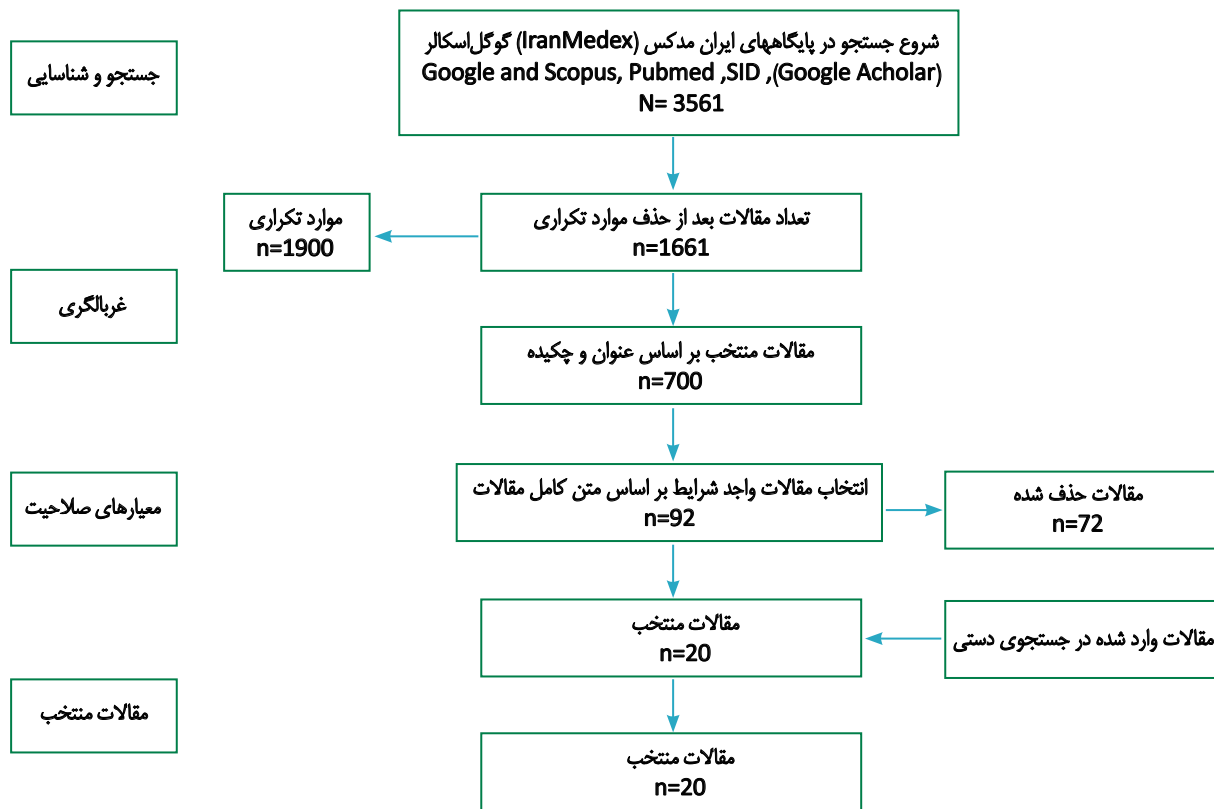 شروع جستجو در پایگاههای ایران مدکس (IranMedex) گوگل‌اسکالر
Google and Scopus, Pubmed ,SID ,(Google Acholar)
N= 3561
جستجو و شناسایی
تعداد مقالات بعد از حذف موارد تکراری
n=1661
موارد تکراری
n=1900
غربالگری
مقالات منتخب بر اساس عنوان و چکیده
n=700
انتخاب مقالات واجد شرایط بر اساس متن کامل مقالات
n=92
مقالات حذف شده
n=72
معیارهای صلاحیت
مقالات منتخب
n=20
مقالات وارد شده در جستجوی دستی
مقالات منتخب
مقالات منتخب
n=20